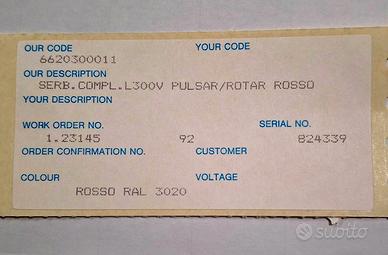 OUR CODE YOUR CODE
6620300011
OUR DESCRIPTION
SERB.COMPL.L300V PULSAR/ROTAR ROSSO
YOUR DESCRIPTION
WORK ORDER NO. SERIAL NO.
1.23145 92 824339
ORDER CONFIRMATION NO. CUSTOMER
COLOUR VOLTAGE
ROSSO RAL 3020
subito